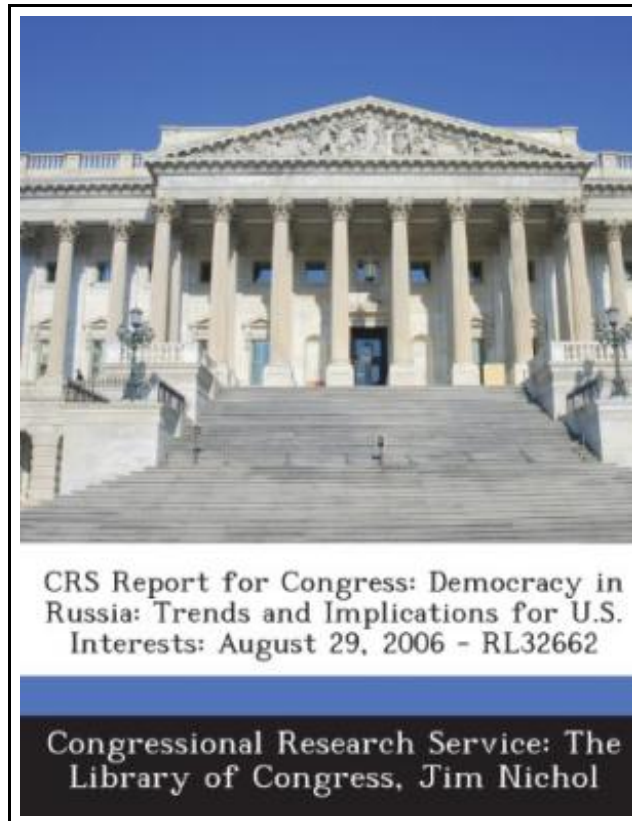 CRS Report for Congress: Democracy in
Russia: Trends and Implications for U.S.
Interests: August 29, 2006 - RL32662
Congressional Research Service: The
Library of Congress, Jim Nichol